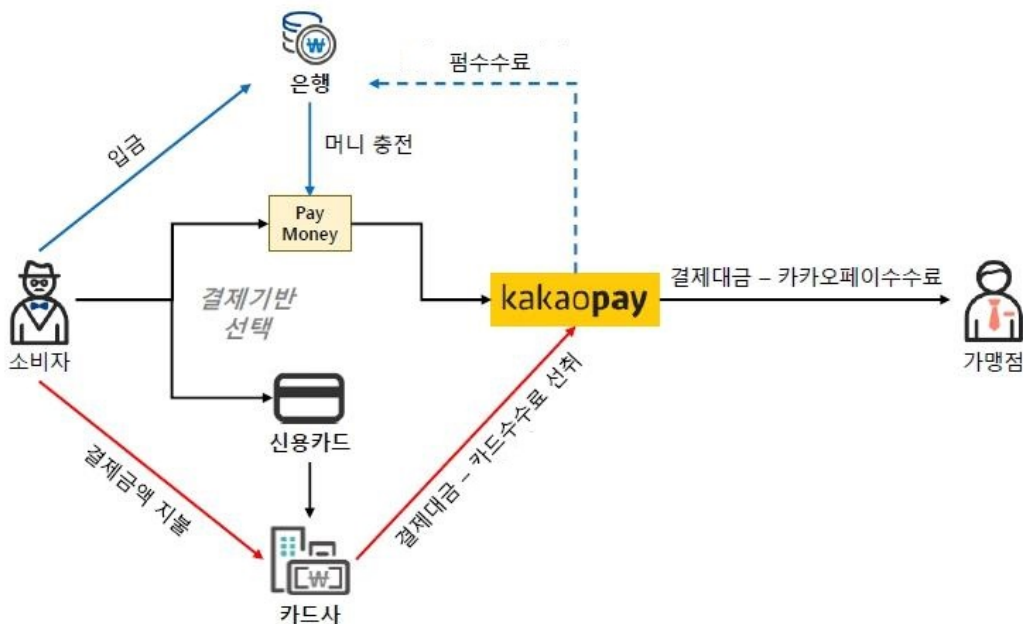 펌수수료
은행
입금
머니 충전
Pay
Money
결제대금 – 카카오페이수수료
kakaopay
결제기반
선택
소비자
가맹점
신용카드
결제금액 지불
결제대금 – 카드수수료 선취
카드사